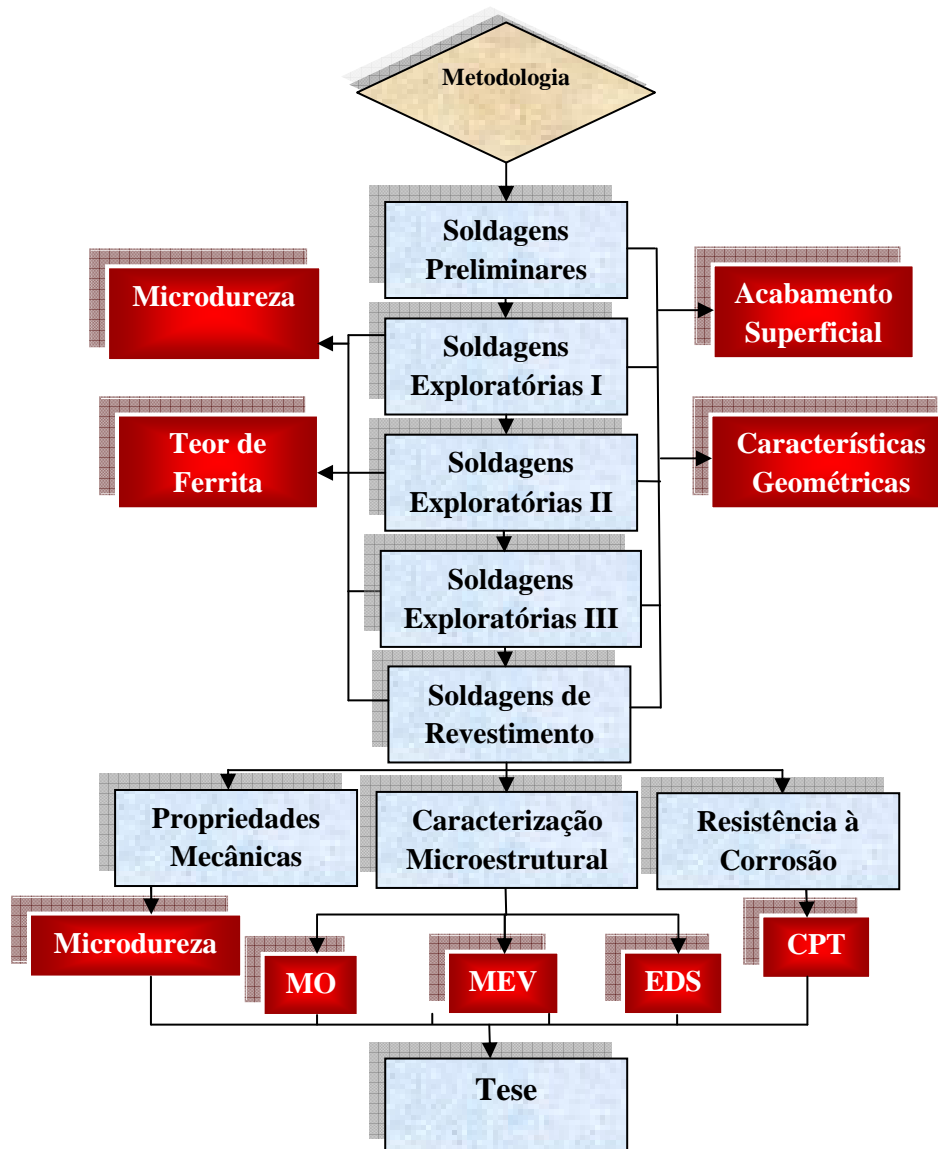 Metodologia
Soldagens
Preliminares
Microdureza
Acabamento
Superficial
Soldagens
Exploratórias I
Teor de
Ferrita
Características
Geométricas
Soldagens
Exploratórias II
Soldagens
Exploratórias III
Soldagens de
Revestimento
Propriedades
Mecânicas
Caracterização
Microestrutural
Resistência à
Corrosão
Microdureza
MO
MEV
EDS
CPT
Tese